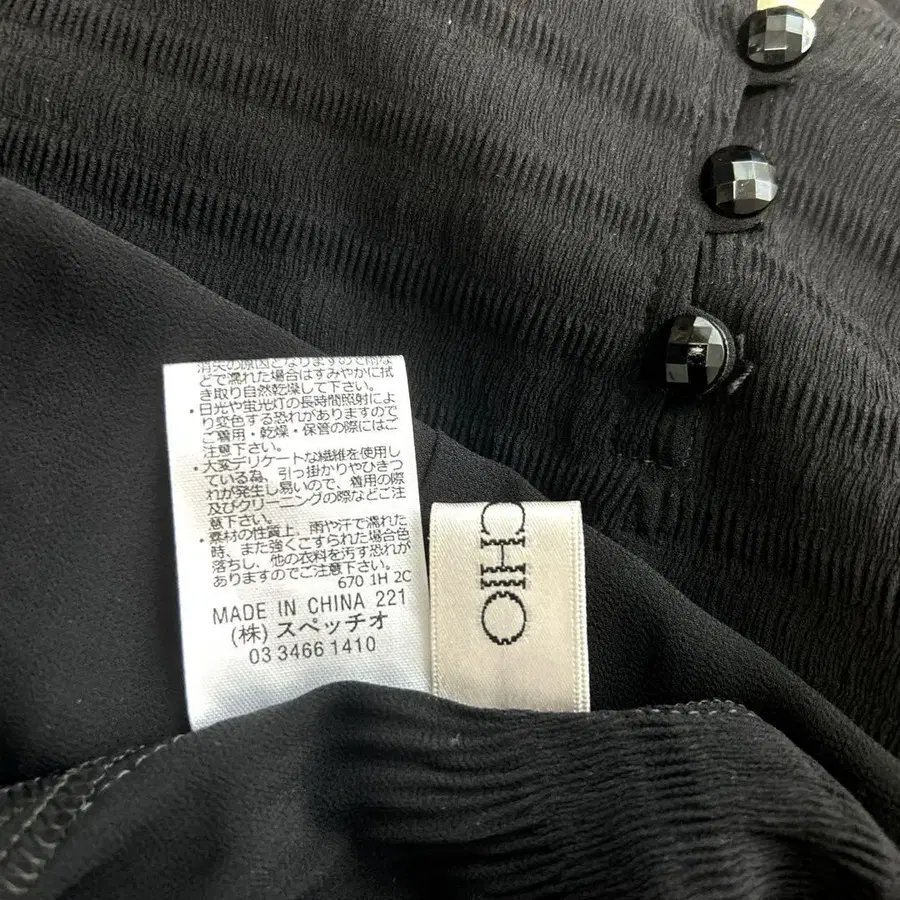 消火の原因となりますので雨な
どで濡れた場合はすみやかに拭
き取り自然乾燥して下さい。
・日光や蛍光灯の長時間照射によ
り変色する恐れがありますので
ご着用・乾燥・保管の際にはご
注意下さい。
・大変デリケートな繊維を使用し
ている為、引っ掛かりやひきつ
れが発生し易いので、着用の際
及びクリーニングの際などご注
意下さい。
・素材の性質上、雨や汗で濡れた
時、また強くこすられた場合色
落ちし、他の衣料を汚す恐れが
ありますのでご注意下さい。
670 1H 2C
MADE IN CHINA 221
(株) スペッチオ
03 3466 1410
CHIO